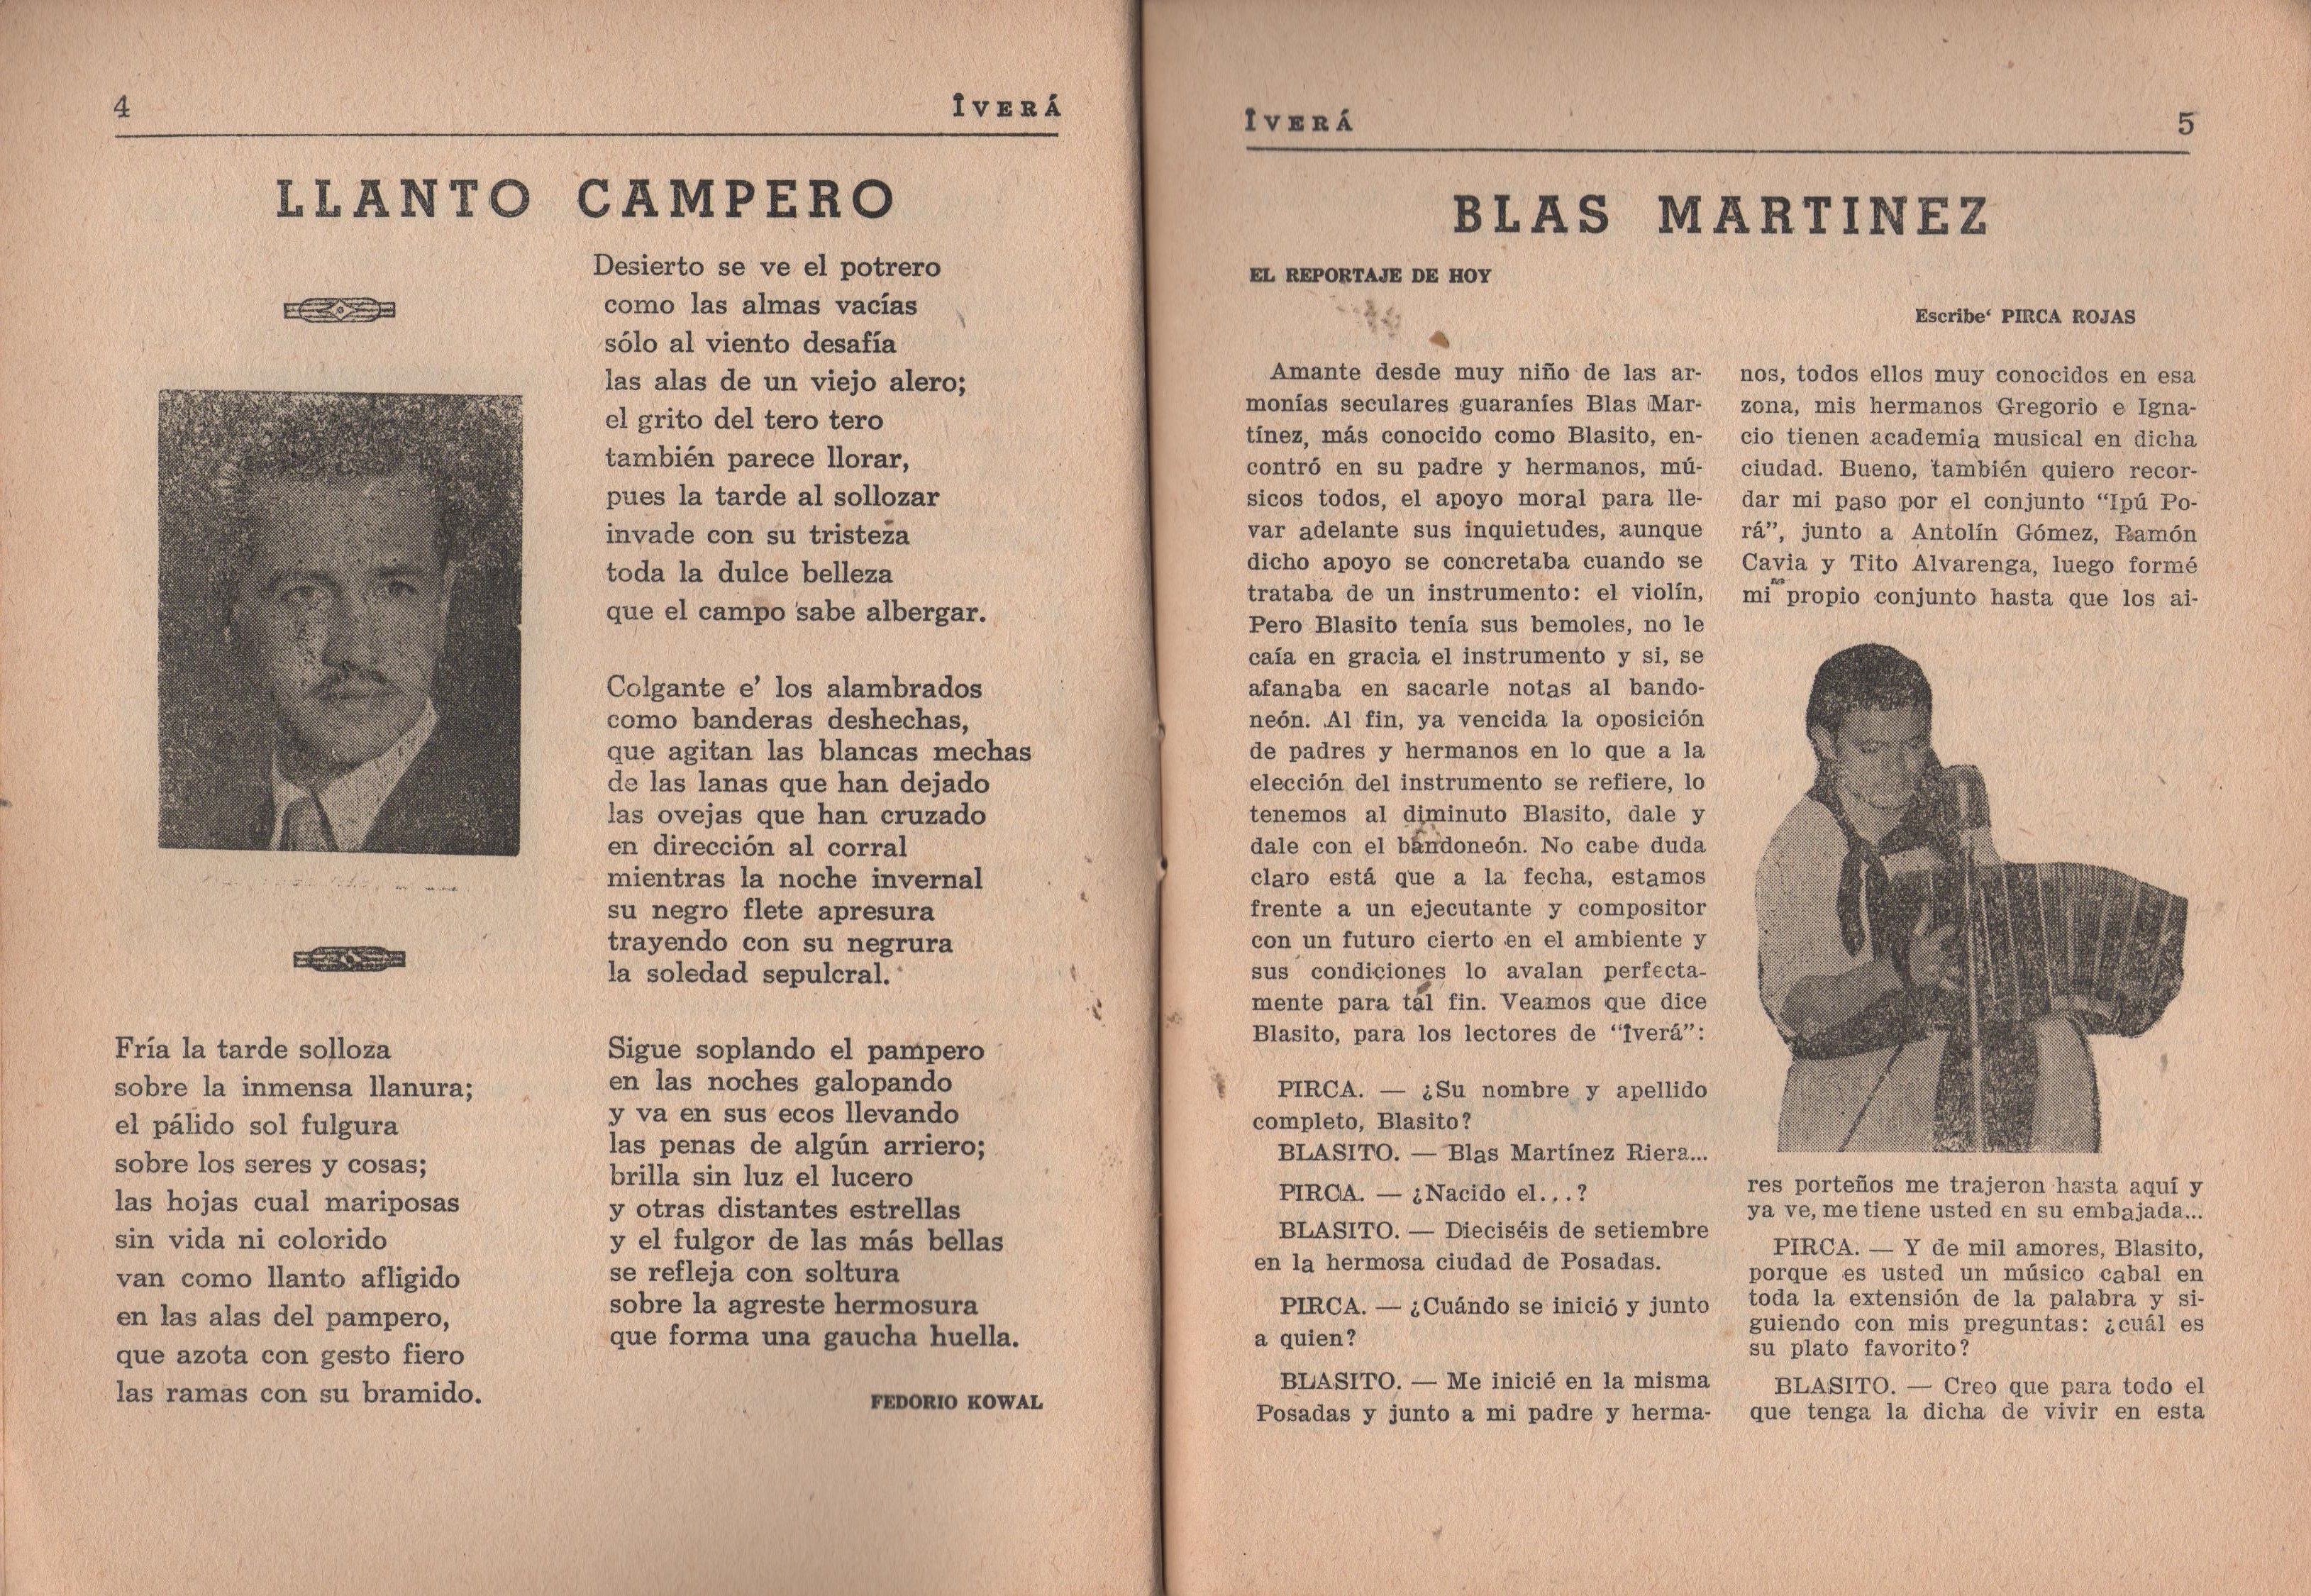 4
ÎVERÁ
LLANTO CAMPERO
Fría la tarde solloza
sobre la inmensa llanura;
el pálido sol fulgura
sobre los seres y cosas;
las hojas cual mariposas
sin vida ni colorido
van como llanto afligido
en las alas del pampero,
que azota con gesto fiero
las ramas con su bramido.
Desierto se ve el potrero
como las almas vacías
sólo al viento desafía
las alas de un viejo alero;
el grito del tero tero
también parece llorar,
pues la tarde al sollozar
invade con su tristeza
toda la dulce belleza
que el campo sabe albergar.
Colgante e' los alambrados
como banderas deshechas,
que agitan las blancas mechas
de las lanas que han dejado
las ovejas que han cruzado
en dirección al corral
mientras la noche invernal
su negro flete apresura
trayendo con su negrura
la soledad sepulcral.
Sigue soplando el pampero
en las noches galopando
y va en sus ecos llevando
las penas de algún arriero;
brilla sin luz el lucero
y otras distantes estrellas
y el fulgor de las más bellas
se refleja con soltura
sobre la agreste hermosura
que forma una gaucha huella.
FEDORIO KOWAL
ÎVERÁ
5
BLAS MARTINEZ
EL REPORTAJE DE HOY
Escribe‘ PIRCA ROJAS
Amante desde muy niño de las ar-
monías seculares guaraníes Blas Mar-
tínez, más conocido como Blasito, en-
contró en su padre y hermanos, mú-
sicos todos, el apoyo moral para lle-
var adelante sus inquietudes, aunque
dicho apoyo se concretaba cuando se
trataba de un instrumento: el violín,
Pero Blasito tenía sus bemoles, no le
caía en gracia el instrumento y si, se
afanaba en sacarle notas al bando-
neón. Al fin, ya vencida la oposición
de padres y hermanos en lo que a la
elección del instrumento se refiere, lo
tenemos al diminuto Blasito, dale y
dale con el bandoneón. No cabe duda
claro está que a la fecha, estamos
frente a un ejecutante y compositor
con un futuro cierto en el ambiente y
sus condiciones lo avalan perfecta-
mente para tal fin. Veamos que dice
Blasito, para los lectores de “Îverá”:
PIRCA. — ¿Su nombre y apellido
completo, Blasito?
BLASITO. — Blas Martínez Riera...
PIRCA. — ¿Nacido el...?
BLASITO. — Dieciséis de setiembre
en la hermosa ciudad de Posadas.
PIRCA. — ¿Cuándo se inició y junto
a quien?
BLASITO. — Me inicié en la misma
Posadas y junto a mi padre y herma-
nos, todos ellos muy conocidos en esa
zona, mis hermanos Gregorio e Igna-
cio tienen academia musical en dicha
ciudad. Bueno, también quiero recor-
dar mi paso por el conjunto “Ipú Po-
rá”, junto a Antolín Gómez, Ramón
Cavia y Tito Alvarenga, luego formé
mi propio conjunto hasta que los ai-
res porteños me trajeron hasta aquí y
ya ve, me tiene usted en su embajada...
PIRCA. — Y de mil amores, Blasito,
porque es usted un músico cabal en
toda la extensión de la palabra y si-
guiendo con mis preguntas: ¿cuál es
su plato favorito?
BLASITO. — Creo que para todo el
que tenga la dicha de vivir en esta